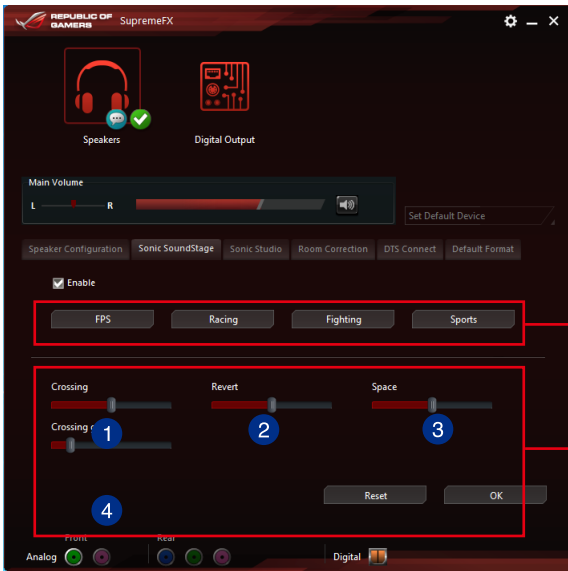 REPUBLIC OF
GAMERS
SupremeFX
Speakers
Digital Output
Main Volume
L
R
Set Default Device
Speaker Configuration
Sonic SoundStage
Sonic Studio
Room Correction
DTS Connect
Default Format
Enable
FPS
Racing
Fighting
Sports
Crossing
Revert
Space
1
2
3
Crossing
4
Reset
OK
Front
Rear
Analog
Digital